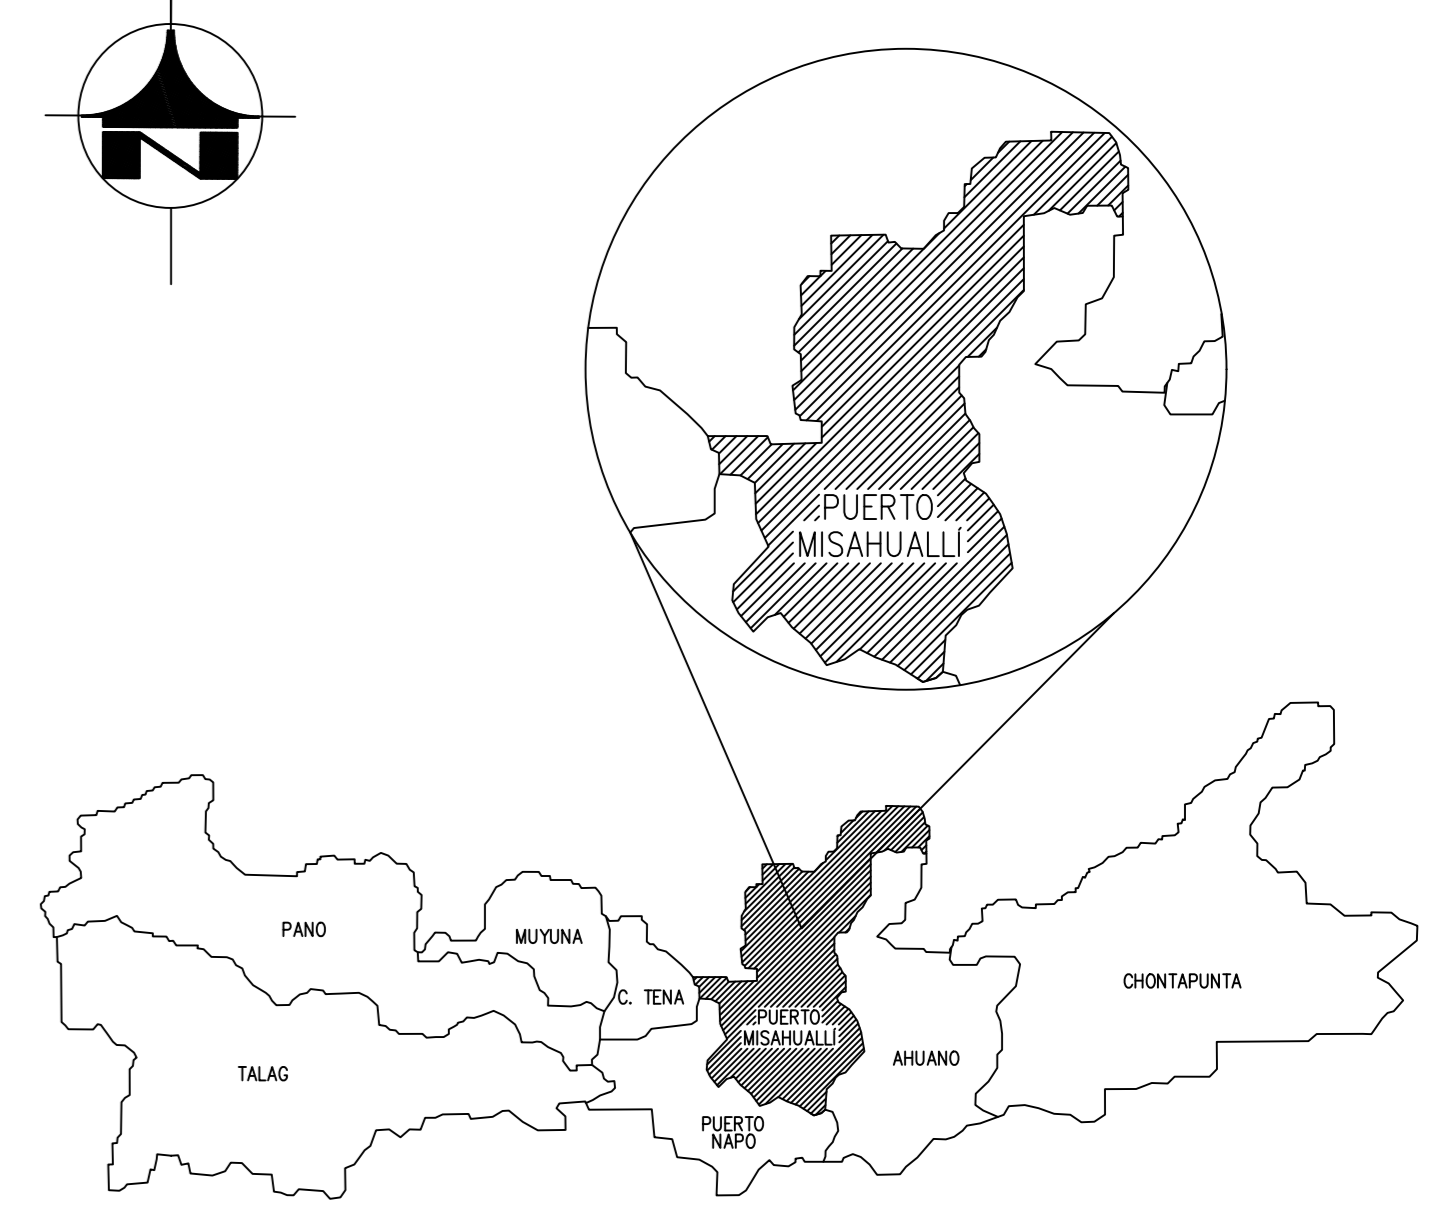 N
PUERTO
MISAHUALLÍ
PANO
MUYUNA
C. TENA
CHONTAPUNTA
PUERTO
MISAHUALLÍ
AHUANO
TALAG
PUERTO
NAPO